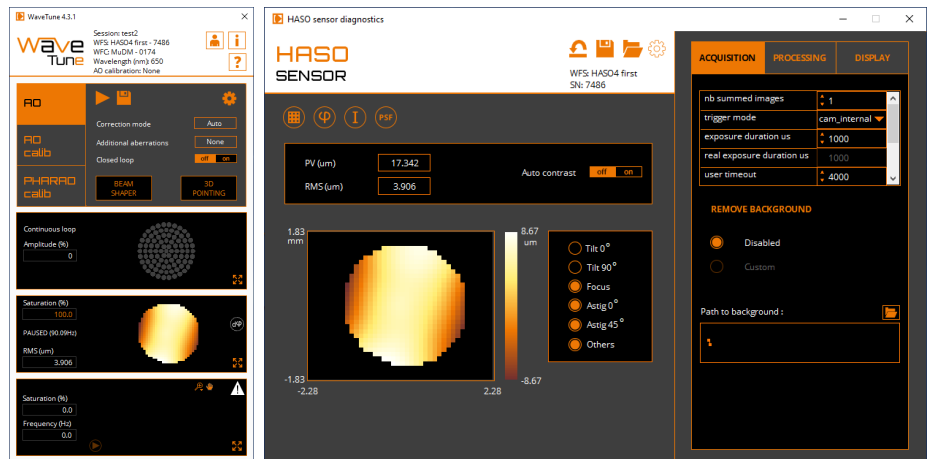 WaveTune 4.3.1
Wave
Tune
Session: test2
WFS: HASO4 first - 7486
WFC: MuDM - 0174
Wavelength (nm): 650
AO calibration: None
i
?
AO
AO
calib
PHARAO
calib
Correction mode
Auto
Additional aberrations
None
Closed loop
off on
BEAM
SHAPER
3D
POINTING
Continuous loop
Amplitude (%)
0
Saturation (%)
100.0
PAUSED (90.09Hz)
RMS (um)
3.906
Saturation (%)
0.0
Frequency (Hz)
0.0
HASO sensor diagnostics
HASO
SENSOR
WFS: HASO4 first
SN: 7486
φ
I
PSF
PV (um)
17.342
RMS (um)
3.906
Auto contrast
off on
1.83
mm
-1.83
-2.28
2.28
8.67
um
-8.67
Tilt 0°
Tilt 90°
Focus
Astig 0°
Astig 45°
Others
ACQUISITION PROCESSING DISPLAY
nb summed images 1
trigger mode cam_internal
exposure duration us 1000
real exposure duration us 1000
user timeout 4000
REMOVE BACKGROUND
Disabled
Custom
Path to background :